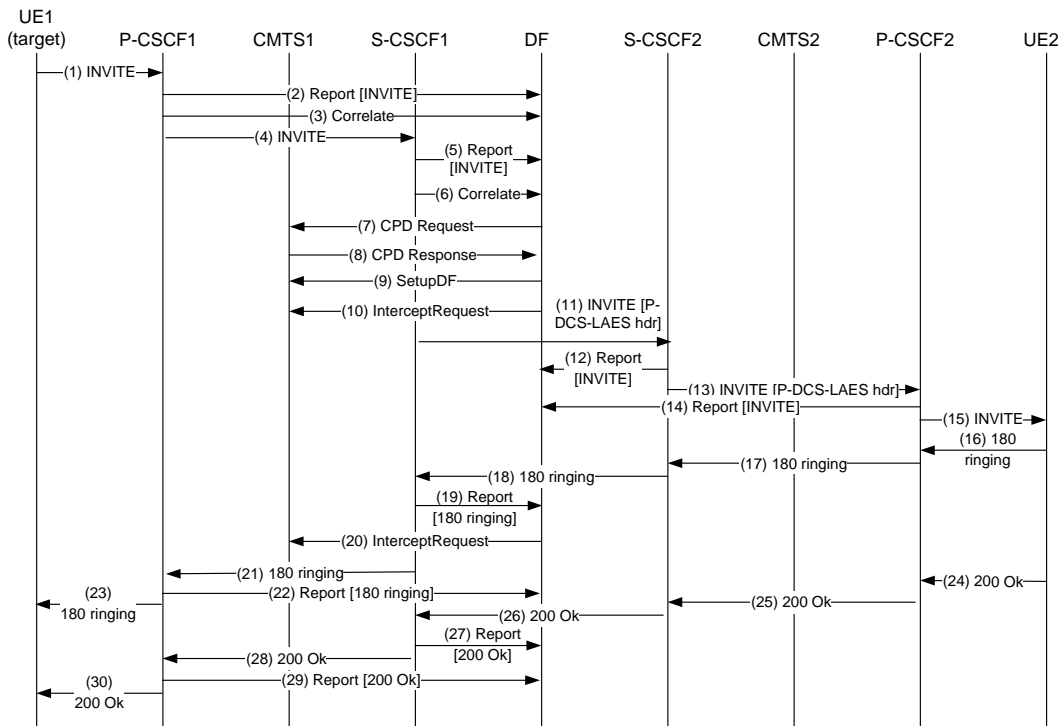 UE1
(target)
P-CSCF1
CMTS1
S-CSCF1
DF
S-CSCF2
CMTS2
P-CSCF2
UE2
(1) INVITE
(2) Report [INVITE]
(3) Correlate
(4) INVITE
(5) Report
[INVITE]
(6) Correlate
(7) CPD Request
(8) CPD Response
(9) SetupDF
(10) InterceptRequest
(11) INVITE [P-
DCS-LAES hdr]
(12) Report
[INVITE]
(13) INVITE [P-DCS-LAES hdr]
(14) Report [INVITE]
(15) INVITE
(16) 180
ringing
(17) 180 ringing
(18) 180 ringing
(19) Report
[180 ringing]
(20) InterceptRequest
(21) 180 ringing
(22) Report [180 ringing]
(23)
180 ringing
(24) 200 Ok
(25) 200 Ok
(26) 200 Ok
(27) Report
[200 Ok]
(28) 200 Ok
(29) Report [200 Ok]
(30)
200 Ok